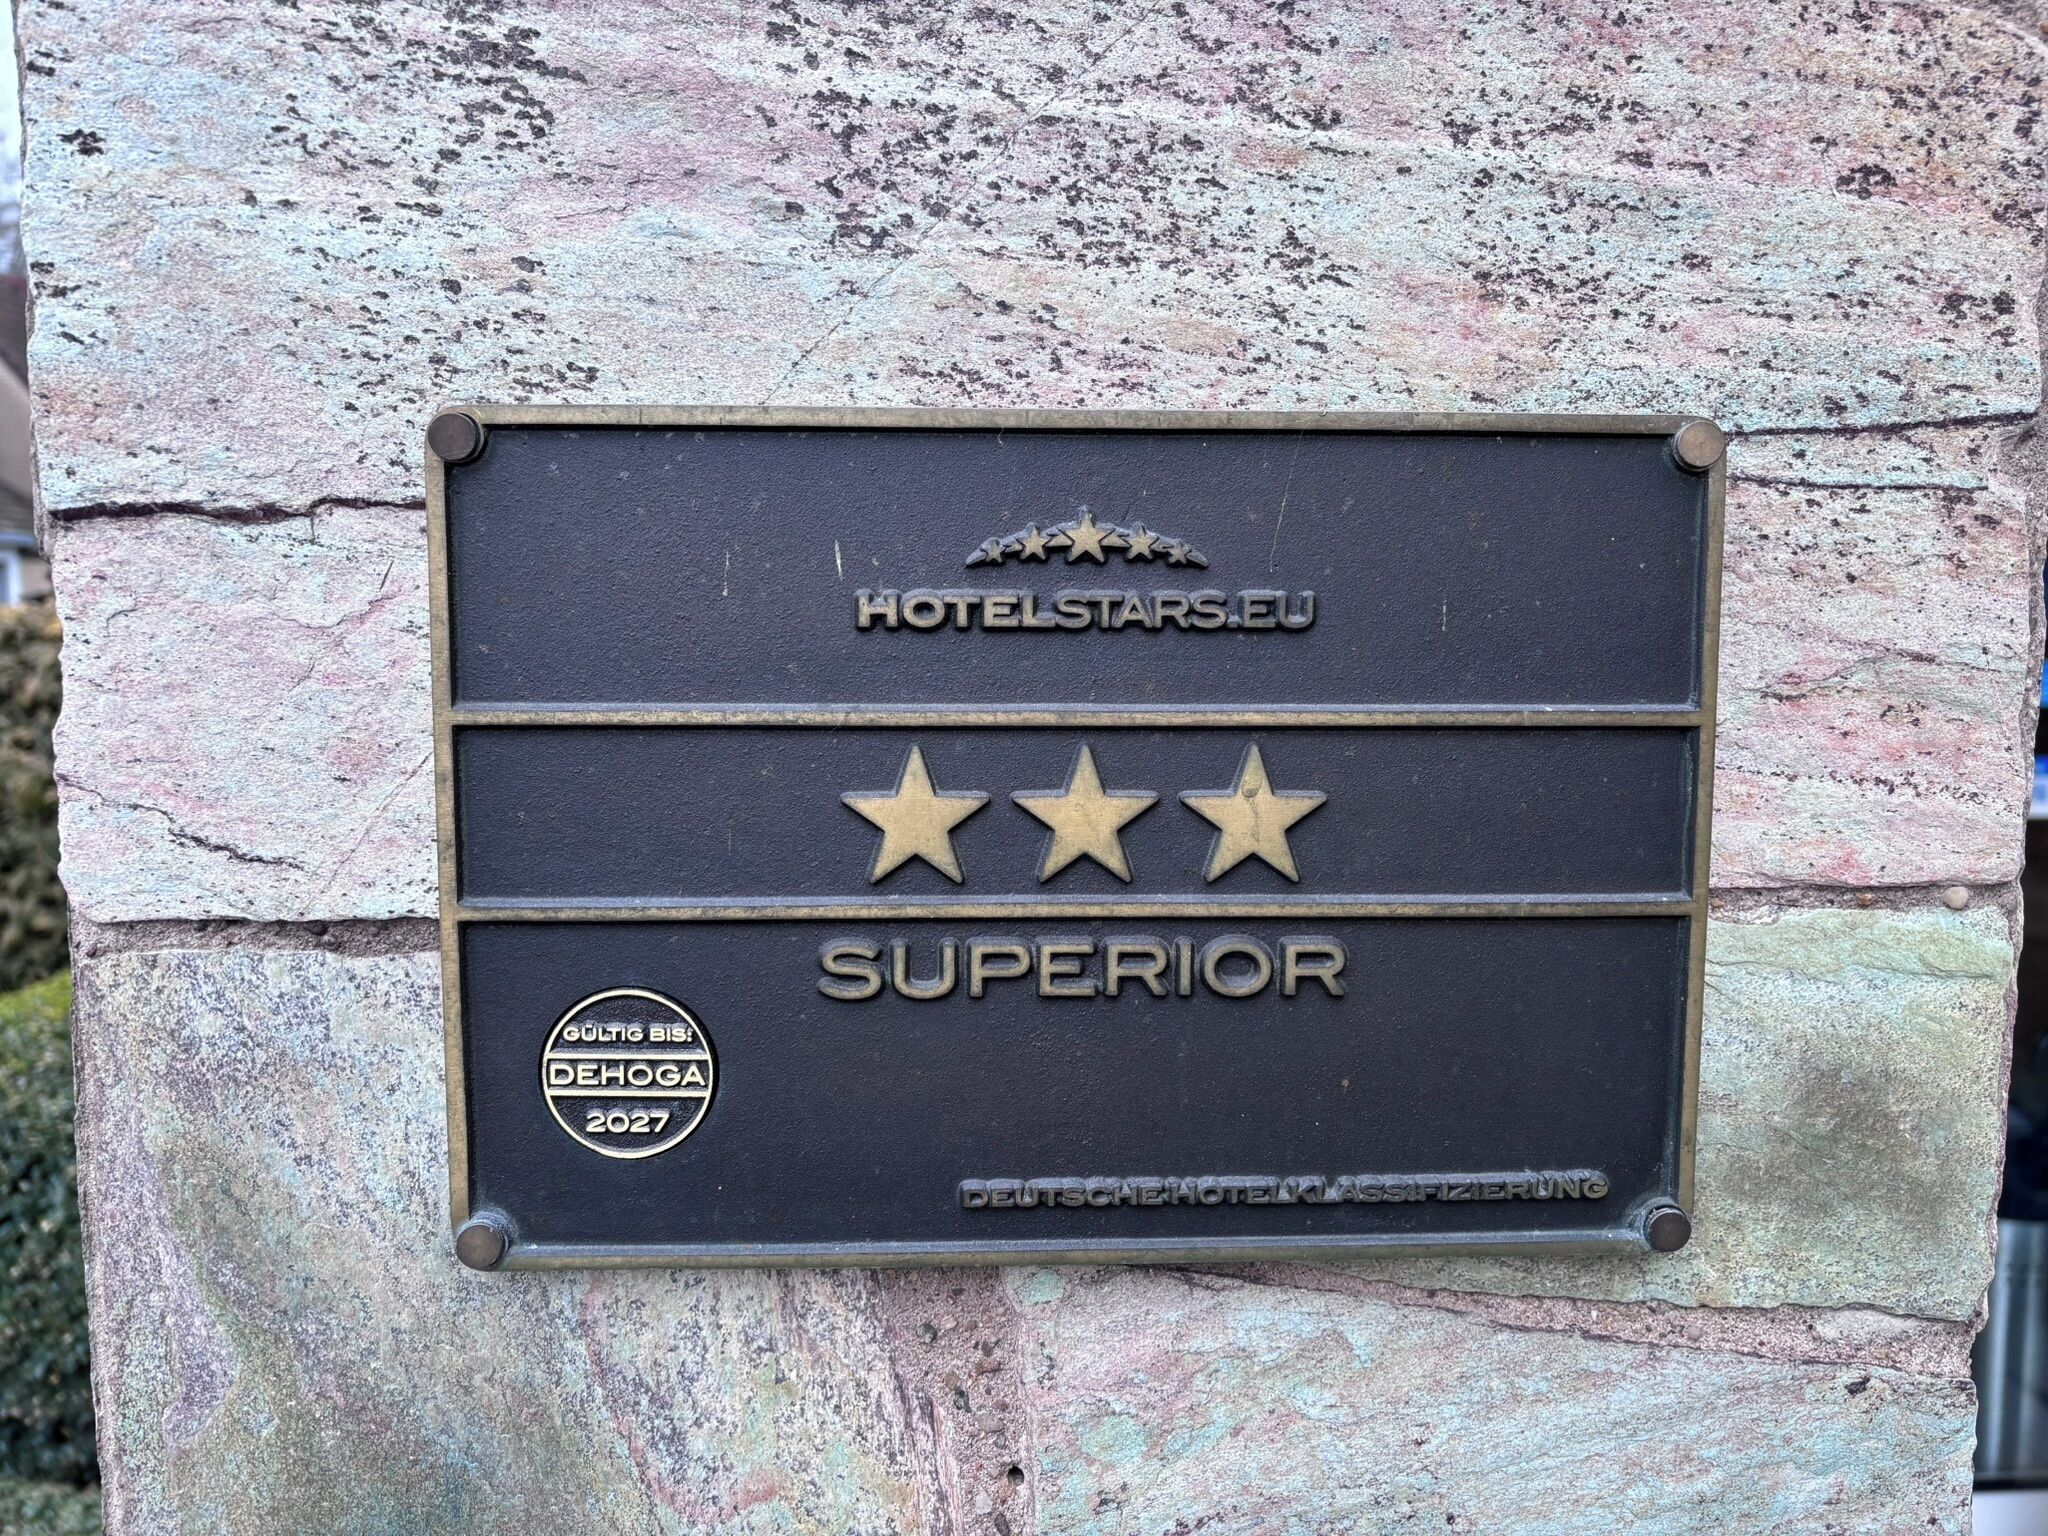 HOTELSTARS.EU
SUPERIOR
GÜLTIG BIS:
DEHOGA
2027
DEUTSCHE HOTELKLASSIFIZIERUNG